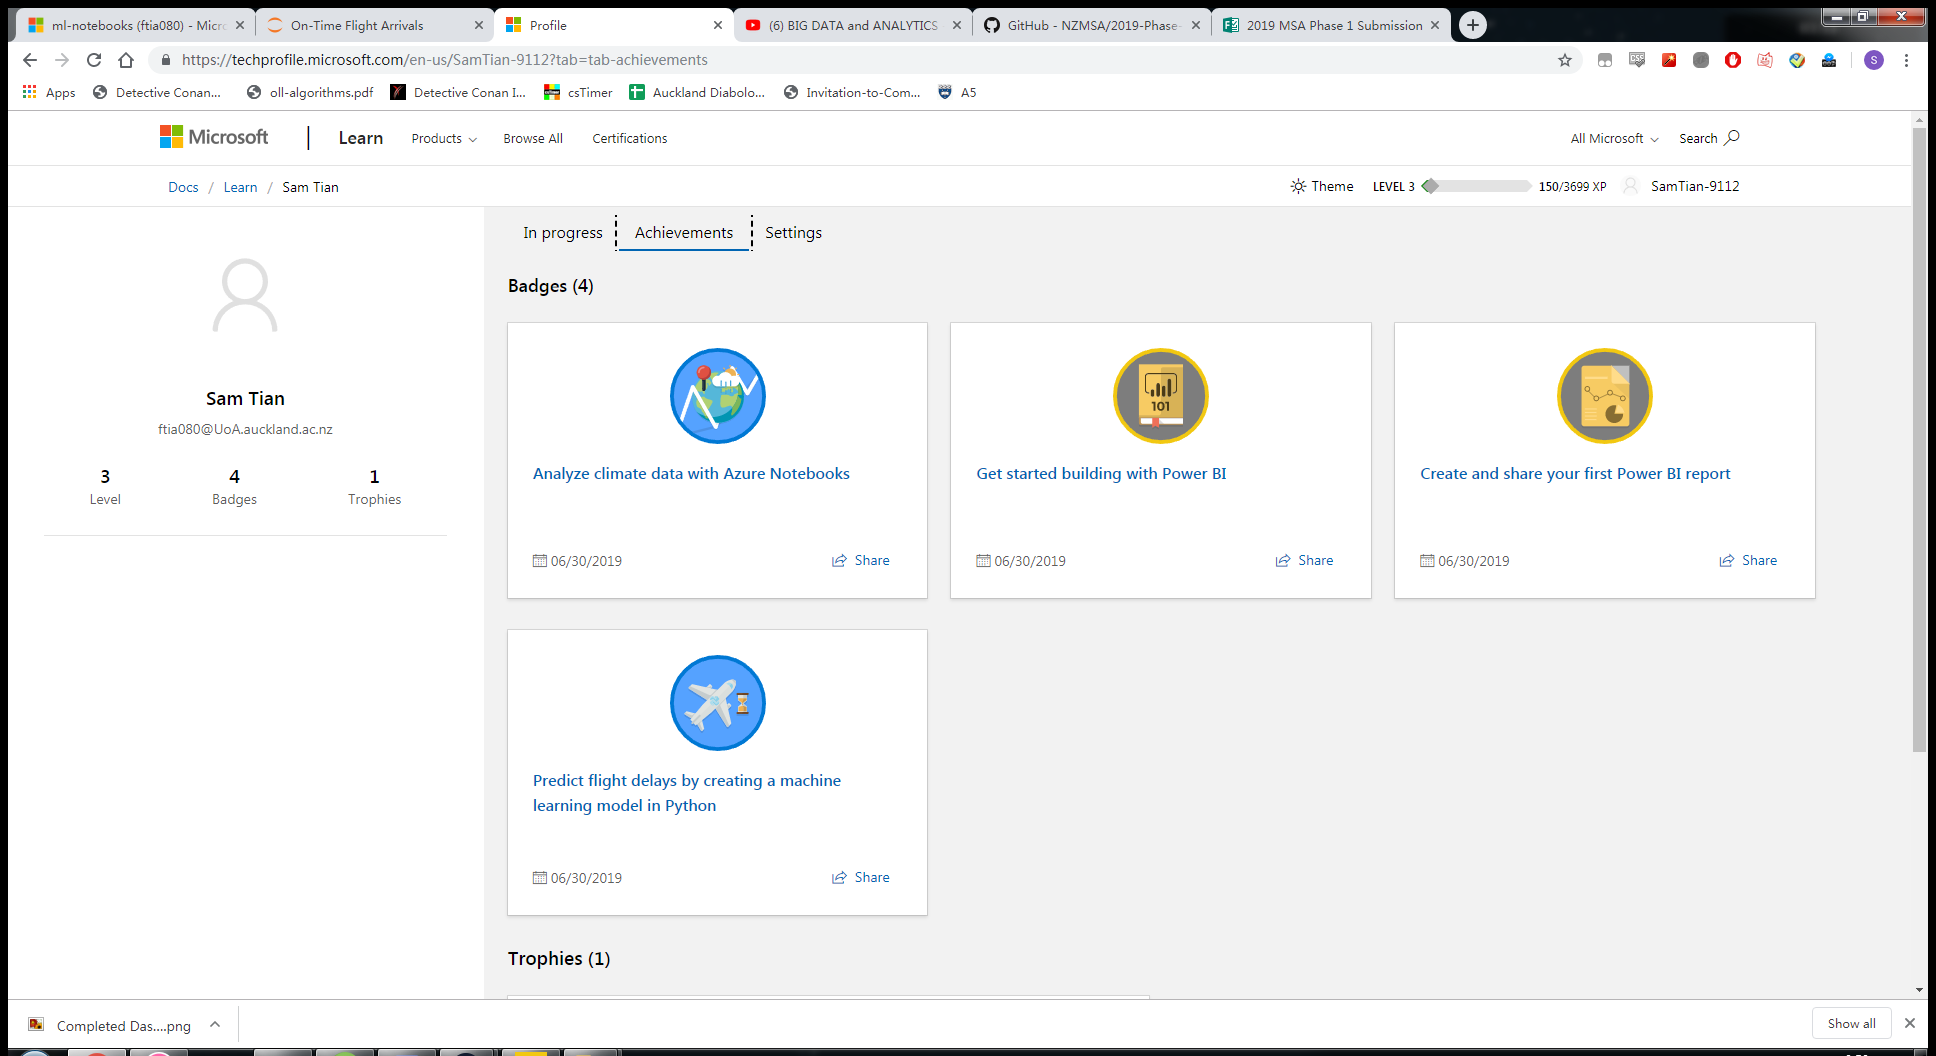 ml-notebooks (ftia080) - Micr
On-Time Flight Arrivals
Profile
(6) BIG DATA and ANALYTICS
GitHub - NZMSA/2019-Phase-
2019 MSA Phase 1 Submission
https://techprofile.microsoft.com/en-us/SamTian-9112?tab=tab-achievements
S
Apps
Detective Conan...
oll-algorithms.pdf
Detective Conan I...
csTimer
Auckland Diabolo...
Invitation-to-Com...
A5
Microsoft
Learn
Products
Browse All
Certifications
All Microsoft
Search
Docs / Learn / Sam Tian
Theme
LEVEL 3
150/3699 XP
SamTian-9112
In progress
Achievements
Settings
Sam Tian
ftia080@UoA.auckland.ac.nz
3
Level
4
Badges
1
Trophies
Badges (4)
Analyze climate data with Azure Notebooks
06/30/2019
Share
101
Get started building with Power BI
06/30/2019
Share
Create and share your first Power BI report
06/30/2019
Share
Predict flight delays by creating a machine
learning model in Python
06/30/2019
Share
Trophies (1)
Completed Das....png
Show all